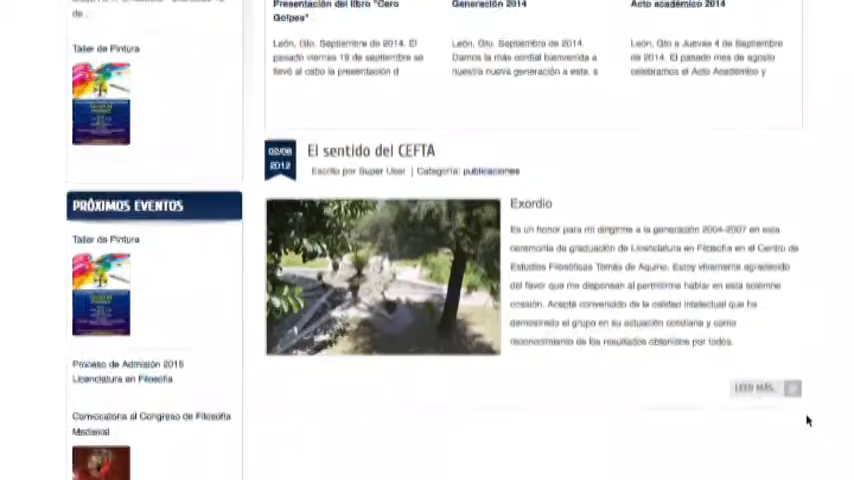 de .
Taller de Pintura
PRÓXIMOS EVENTOS
Taller de Pintura
Proceso de Admisión 2015
Licenciatura en Filosofía
Convocatoria al Congreso de Filosofía
Medieval
Presentación del libro "Cero
Golpes"
León, Gto. Septiembre de 2014. El
pasado viernes 19 de septiembre se
llevó al cabo la presentación d
Generación 2014
León, Gto. Septiembre de 2014.
Damos la más cordial bienvenida a
nuestra nueva generación a esta, s
Acto académico 2014
León, Gto a Jueves 4 de Septiembre
de 2014. El pasado mes de agosto
celebramos el Acto Académico y
02/08
2012
El sentido del CEFTA
Escrito por Super User | Categoría: publicaciones
Exordio
Es un honor para mí dirigirme a la generación 2004-2007 en esta
ceremonia de graduación de Licenciatura en Filosofía en el Centro de
Estudios Filosóficos Tomás de Aquino. Estoy vivamente agradecido
del favor que me dispensan al permitirme hablar en esta solemne
ocasión. Acepté convencido de la calidad intelectual que ha
demostrado el grupo en su actuación cotidiana y como
reconocimiento de los resultados obtenidos por todos.
LEER MÁS